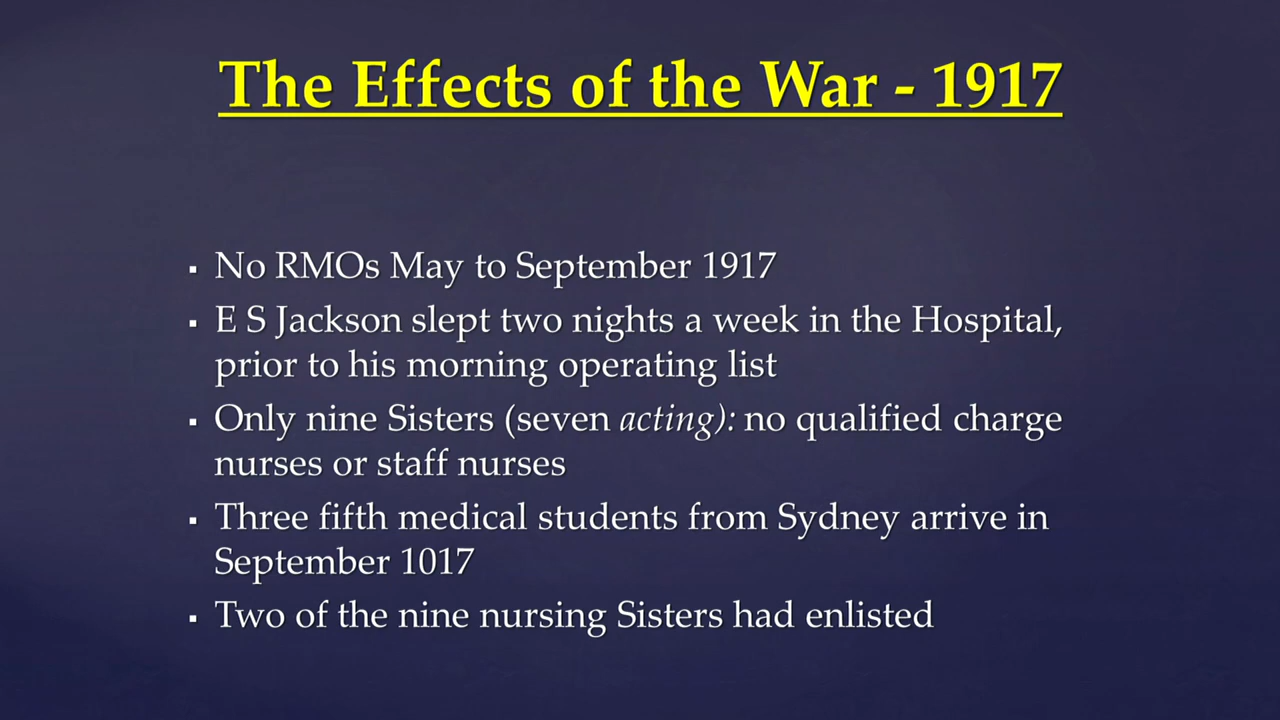 The Effects of the War - 1917
▪ No RMOs May to September 1917
▪ E S Jackson slept two nights a week in the Hospital,
prior to his morning operating list
▪ Only nine Sisters (seven acting): no qualified charge
nurses or staff nurses
▪ Three fifth medical students from Sydney arrive in
September 1017
▪ Two of the nine nursing Sisters had enlisted